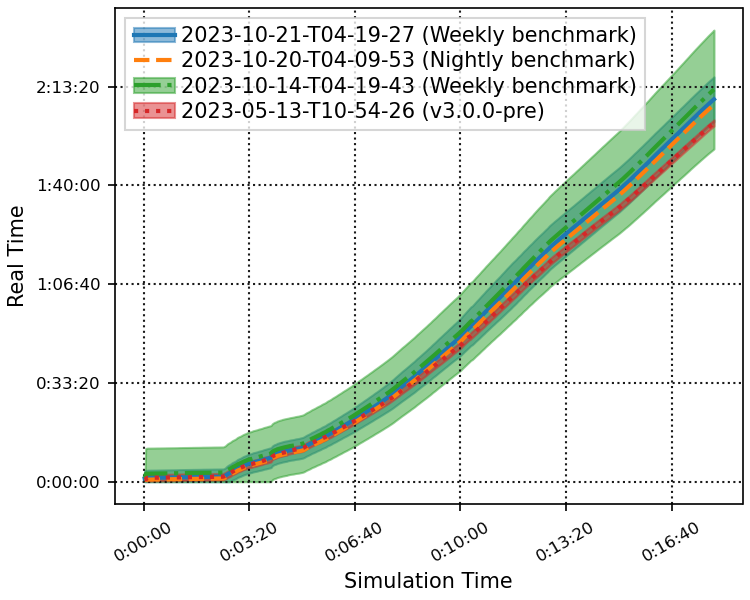 2023-10-21-T04-19-27 (Weekly benchmark)
2023-10-20-T04-09-53 (Nightly benchmark)
2023-10-14-T04-19-43 (Weekly benchmark)
2023-05-13-T10-54-26 (v3.0.0-pre)
2:13:20
1:40:00
1:06:40
0:33:20
0:00:00
Real Time
0:00:00 0:03:20 0:06:40 0:10:00 0:13:20 0:16:40
Simulation Time